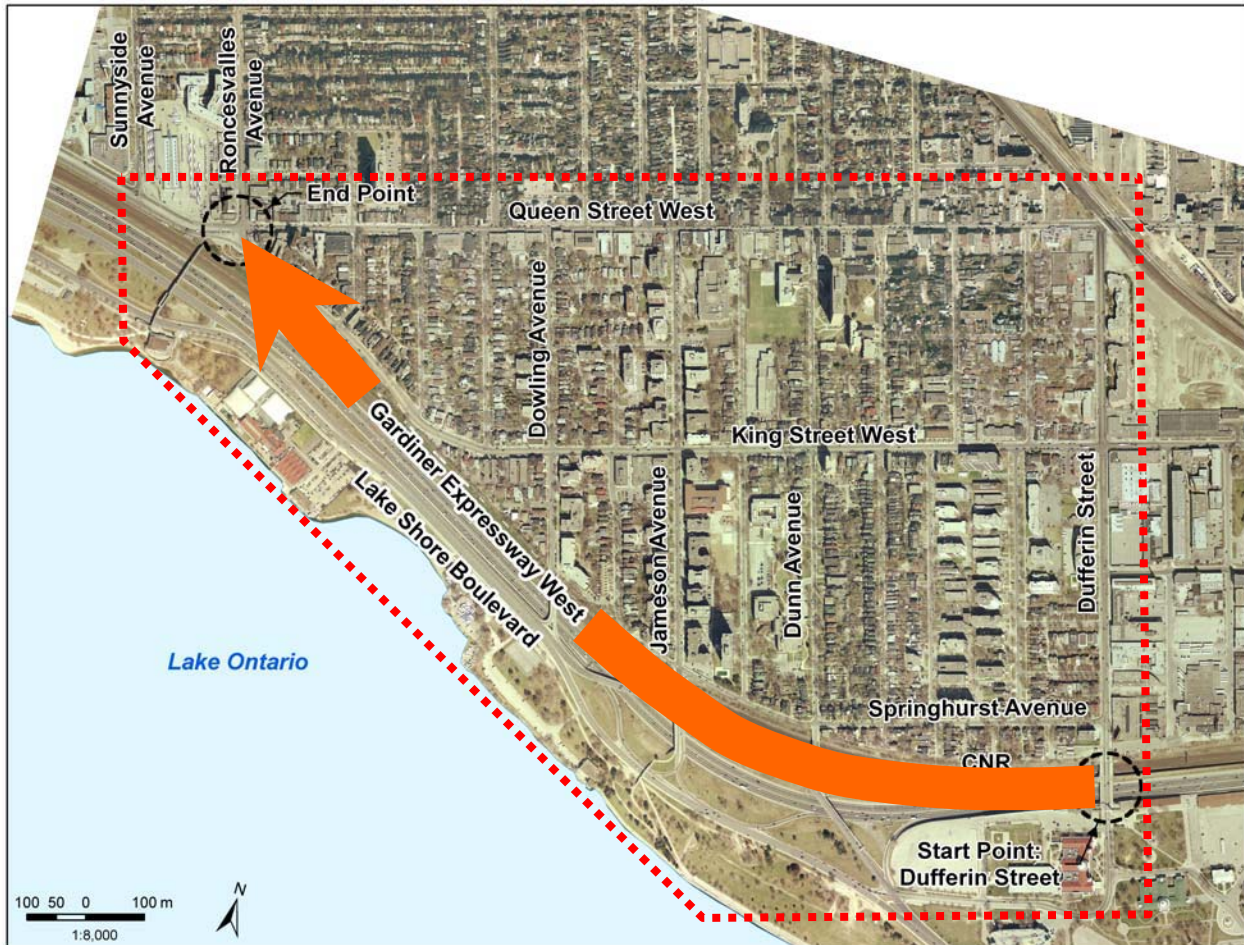 Sunnyside
Avenue
Roncesvalles
Avenue
End Point
Queen Street West
Dowling Avenue
King Street West
Gardiner Expressway West
Lake Shore Boulevard
Jameson Avenue
Dunn Avenue
Dufferin Street
Lake Ontario
Springhurst Avenue
CNR
Start Point:
Dufferin Street
N
100 50 0 100 m
1:8,000